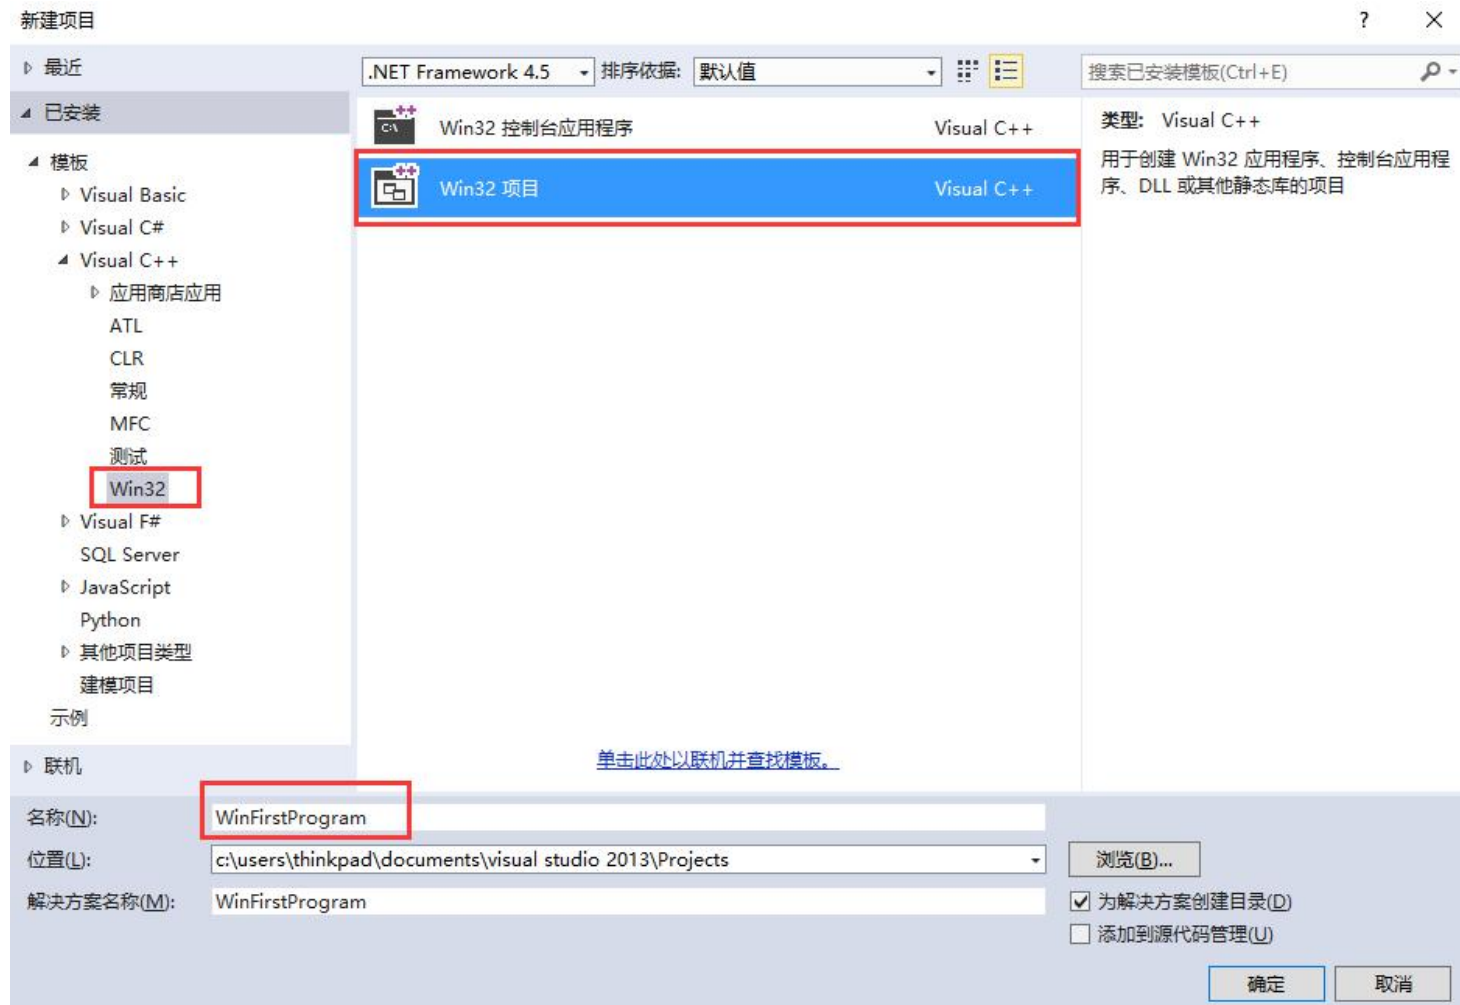 新建项目
?
最近
.NET Framework 4.5
排序依据:
默认值
搜索已安装模板(Ctrl+E)
已安装
模板
Visual Basic
Visual C#
Visual C++
应用商店应用
ATL
CLR
常规
MFC
测试
Win32
Visual F#
SQL Server
JavaScript
Python
其他项目类型
建模项目
示例
联机
C:\
Win32 控制台应用程序 Visual C++
Win32 项目 Visual C++
单击此处以联机并查找模板。
类型: Visual C++
用于创建 Win32 应用程序、控制台应用程
序、DLL 或其他静态库的项目
名称(N): WinFirstProgram
位置(L): c:\users\thinkpad\documents\visual studio 2013\Projects
浏览(B)...
解决方案名称(M): WinFirstProgram
为解决方案创建目录(D)
添加到源代码管理(U)
确定 取消